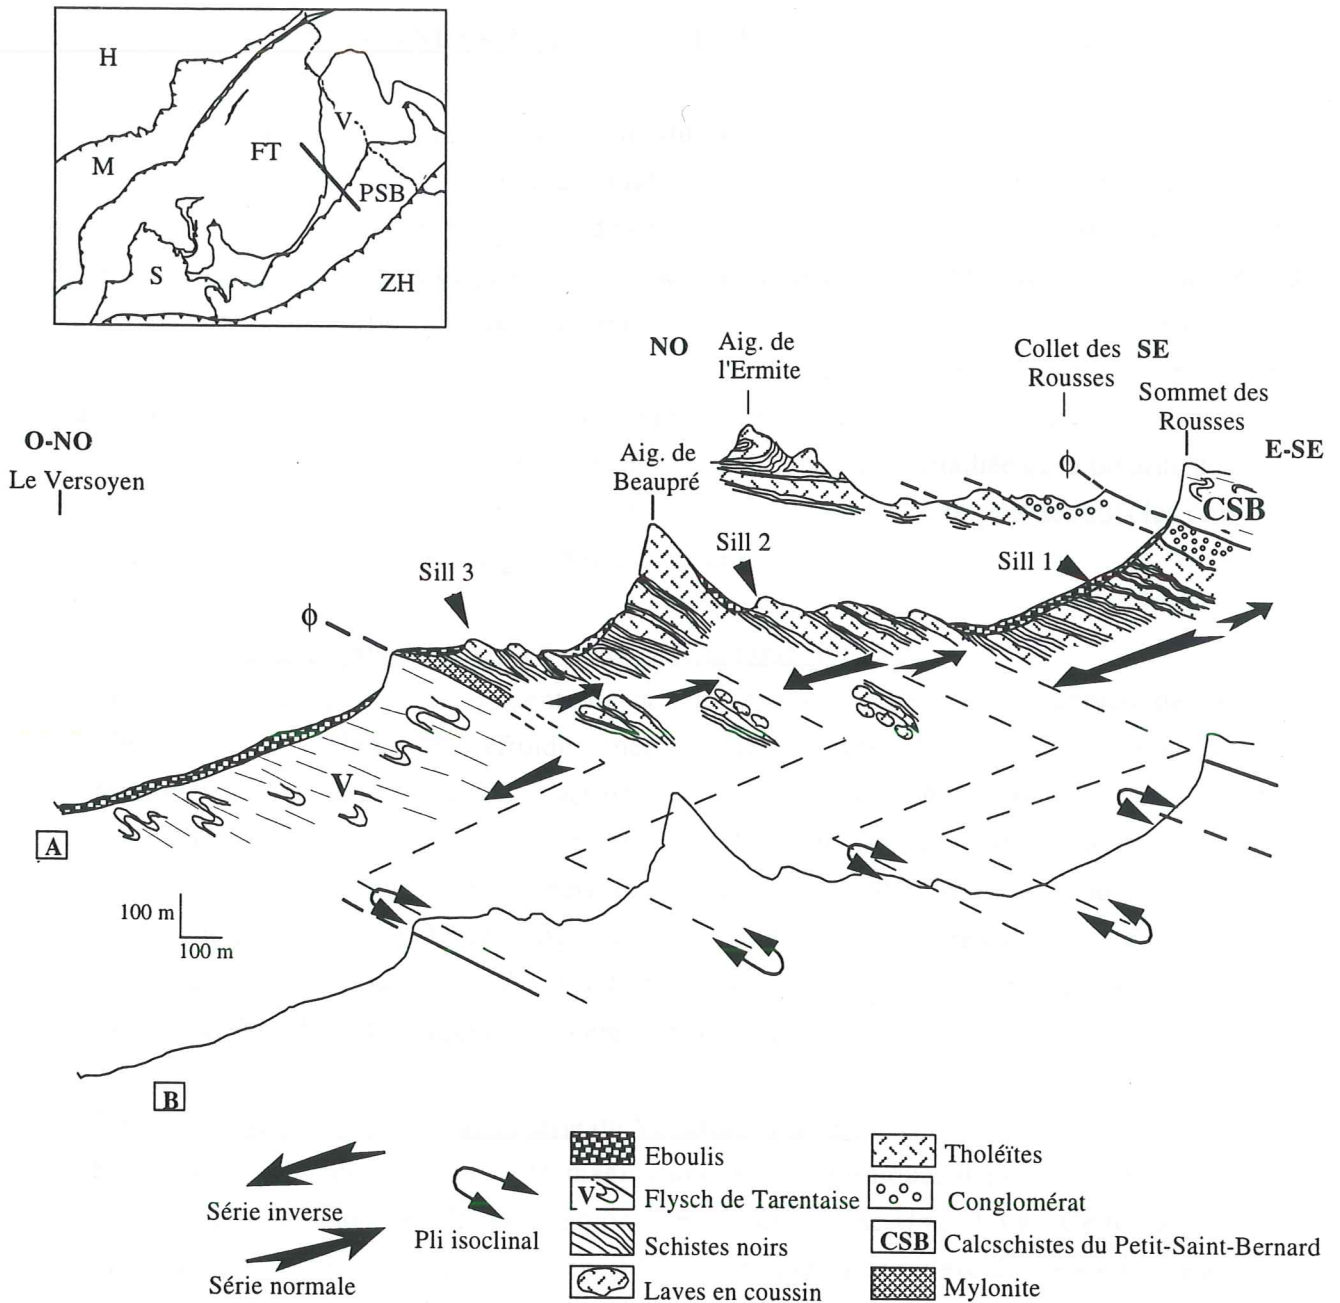 H
V
FT
M
PSB
S
ZH
NO
Aig. de
l'Ermite
Collet des
Rousses
SE
Sommet des
Rousses
O-NO
Le Versoyen
Aig. de
Beaupré
E-SE
ϕ
CSB
Sill 2
Sill 1
Sill 3
ϕ
V
A
100 m
100 m
B
Série inverse
Série normale
Pli isoclinal
Eboulis
V Flysch de Tarentaise
Schistes noirs
Laves en coussin
Tholéïtes
Conglomérat
CSB Calcschistes du Petit-Saint-Bernard
Mylonite